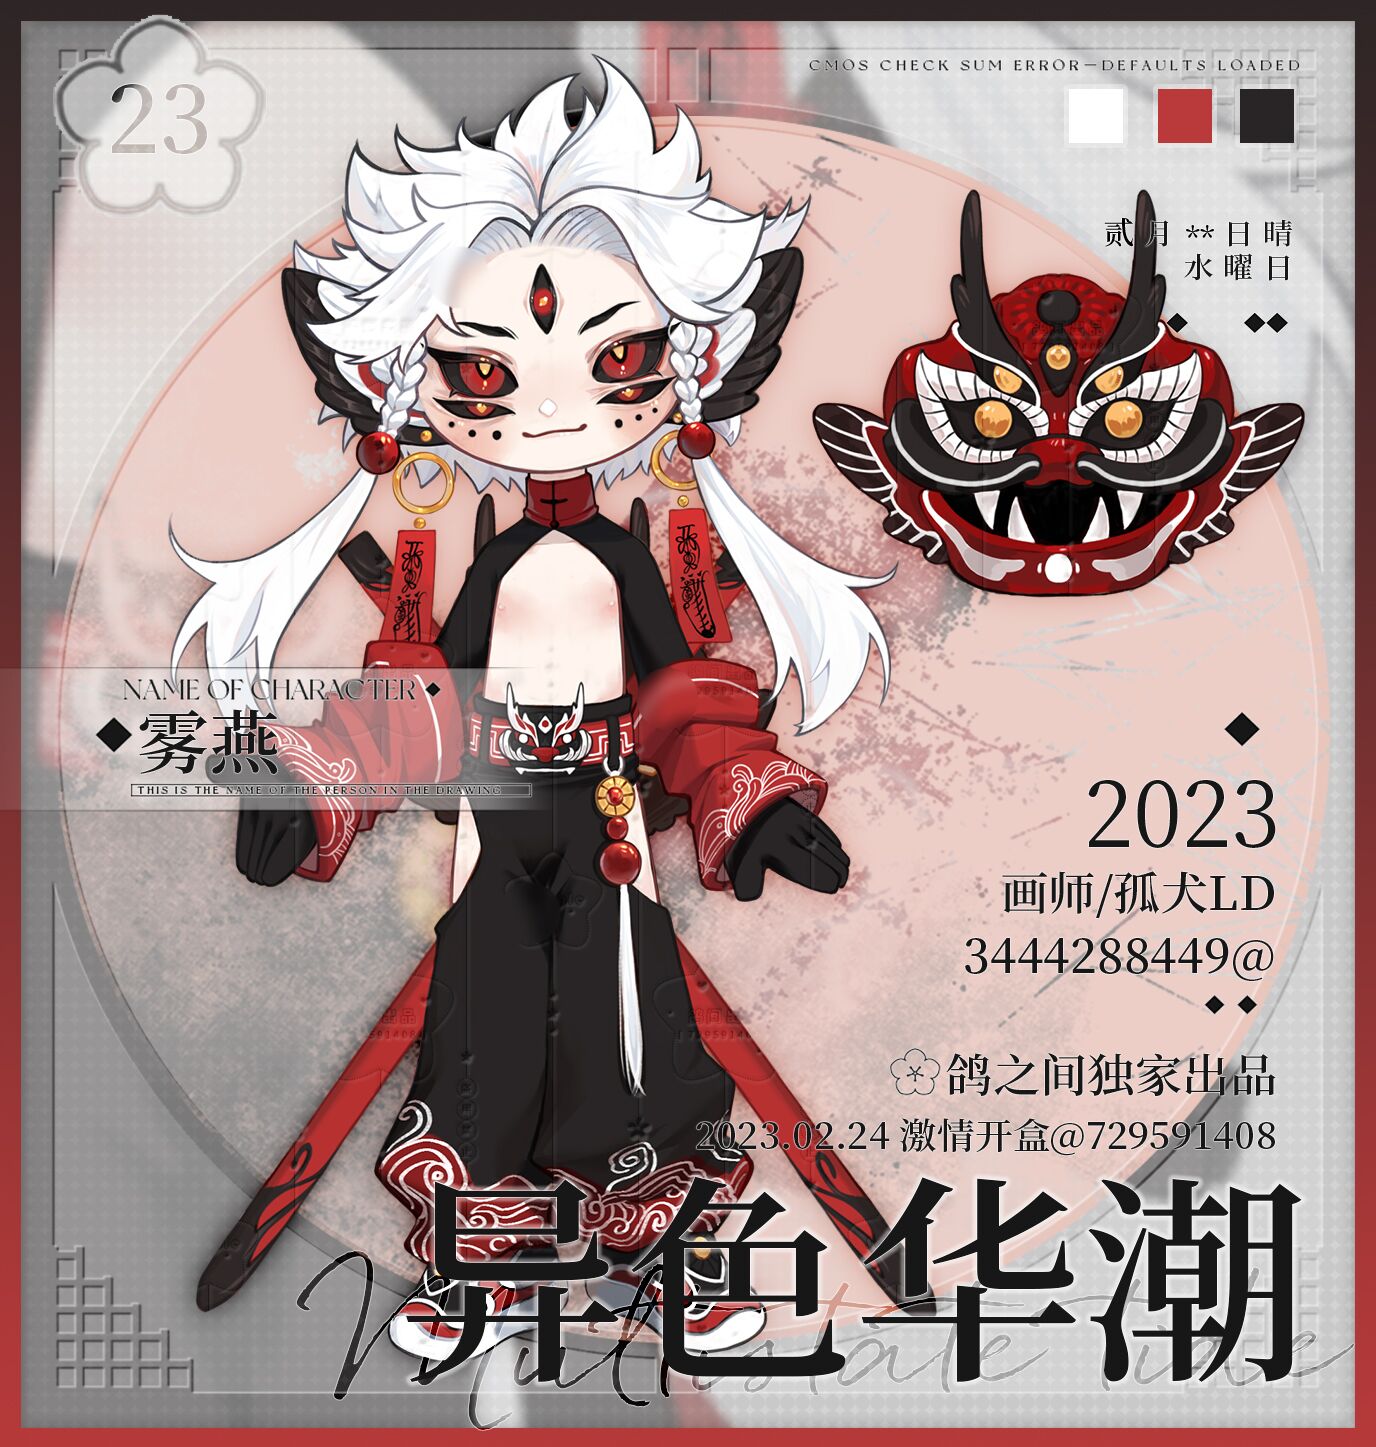 23
CMOS CHECK SUM ERROR—DEFAULTS LOADED
贰月**日晴
水曜日
NAME OF CHARACTER
雾燕
THIS IS THE NAME OF THE PERSON IN THE DRAWING
2023
画师/孤犬LD
3444288449@
鸽之间独家出品
2023.02.24 激情开盒@729591408
异色华潮
Multistate tide